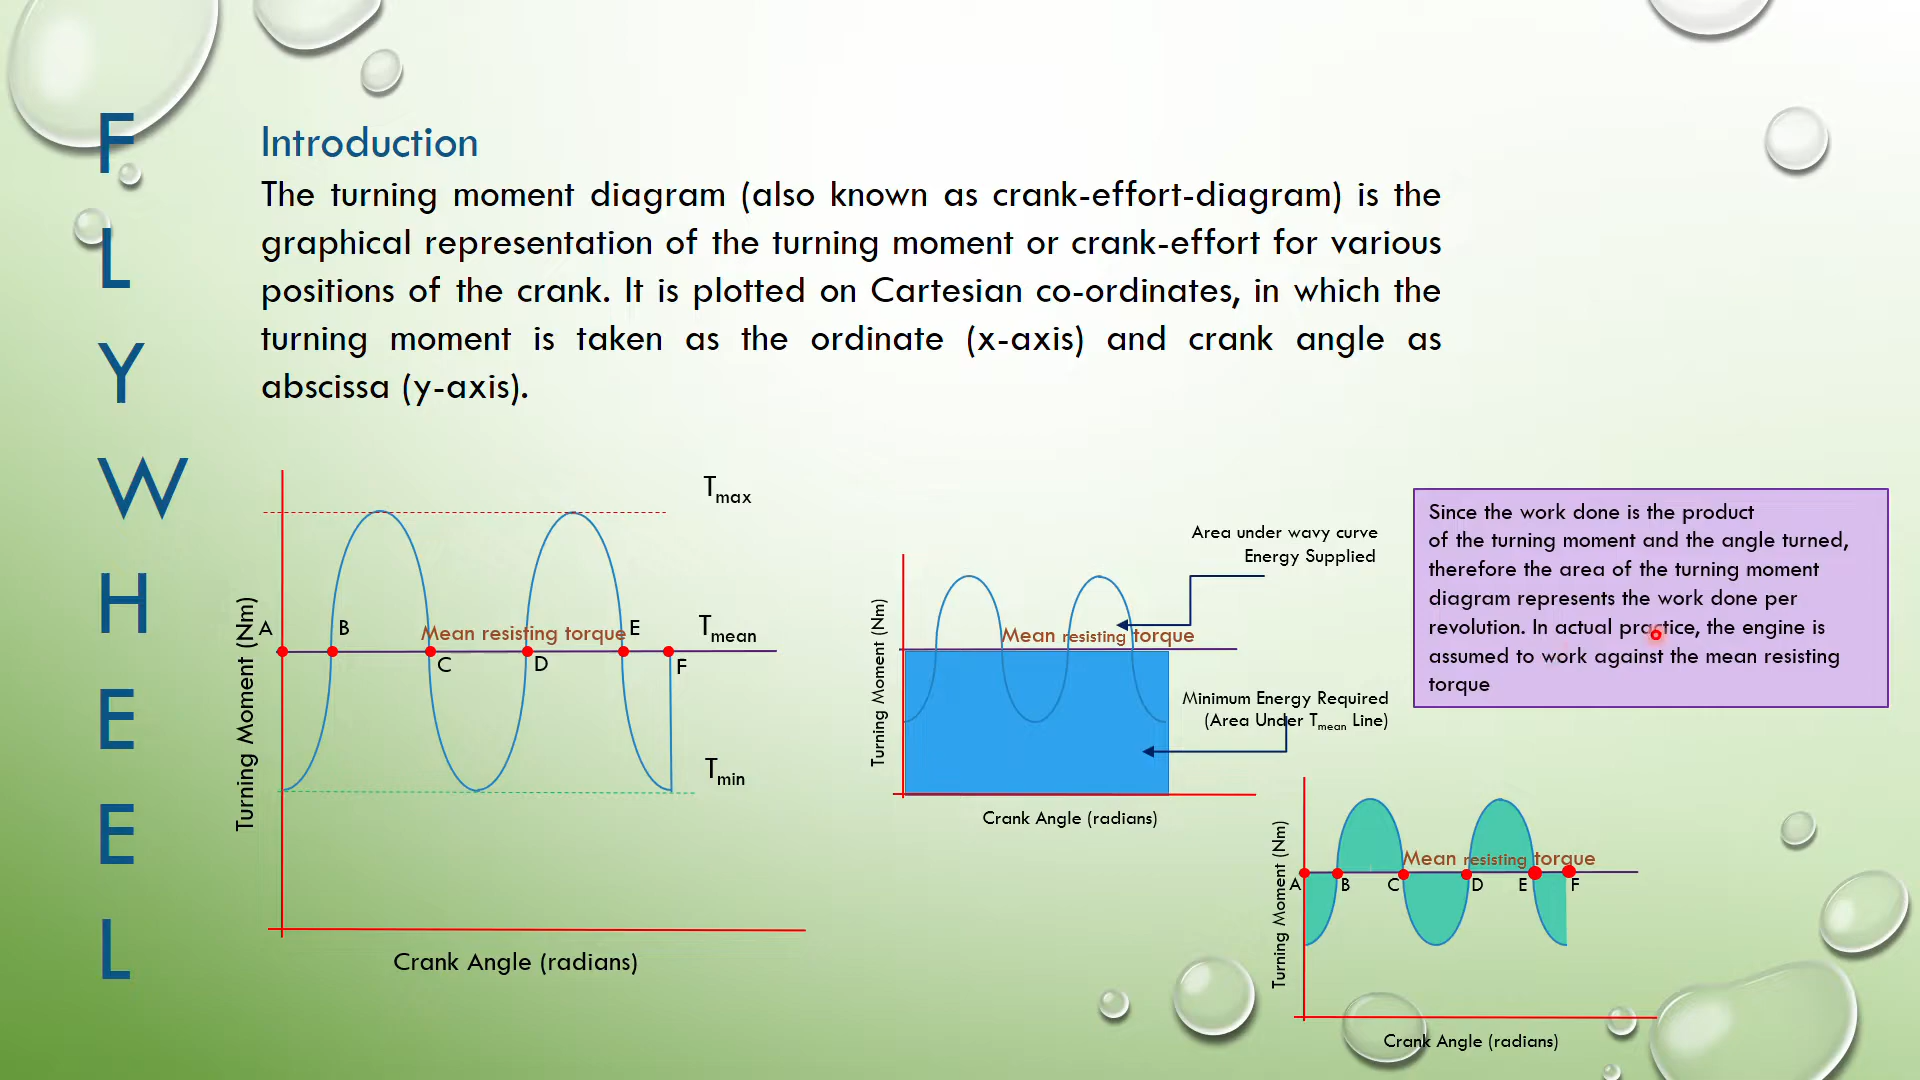 FLYWHEEL
Introduction
The turning moment diagram (also known as crank-effort-diagram) is the
graphical representation of the turning moment or crank-effort for various
positions of the crank. It is plotted on Cartesian co-ordinates, in which the
turning moment is taken as the ordinate (x-axis) and crank angle as
abscissa (y-axis).
Tmax
Turning Moment (Nm)
A
B
Mean resisting torque
E
Tmean
C
D
F
Tmin
Crank Angle (radians)
Area under wavy curve
Energy Supplied
Turning Moment (Nm)
Mean resisting torque
Minimum Energy Required
(Area Under Tmean Line)
Crank Angle (radians)
Since the work done is the product
of the turning moment and the angle turned,
therefore the area of the turning moment
diagram represents the work done per
revolution. In actual practice, the engine is
assumed to work against the mean resisting
torque
Turning Moment (Nm)
Mean resisting torque
A
B
C
D
E
F
Crank Angle (radians)